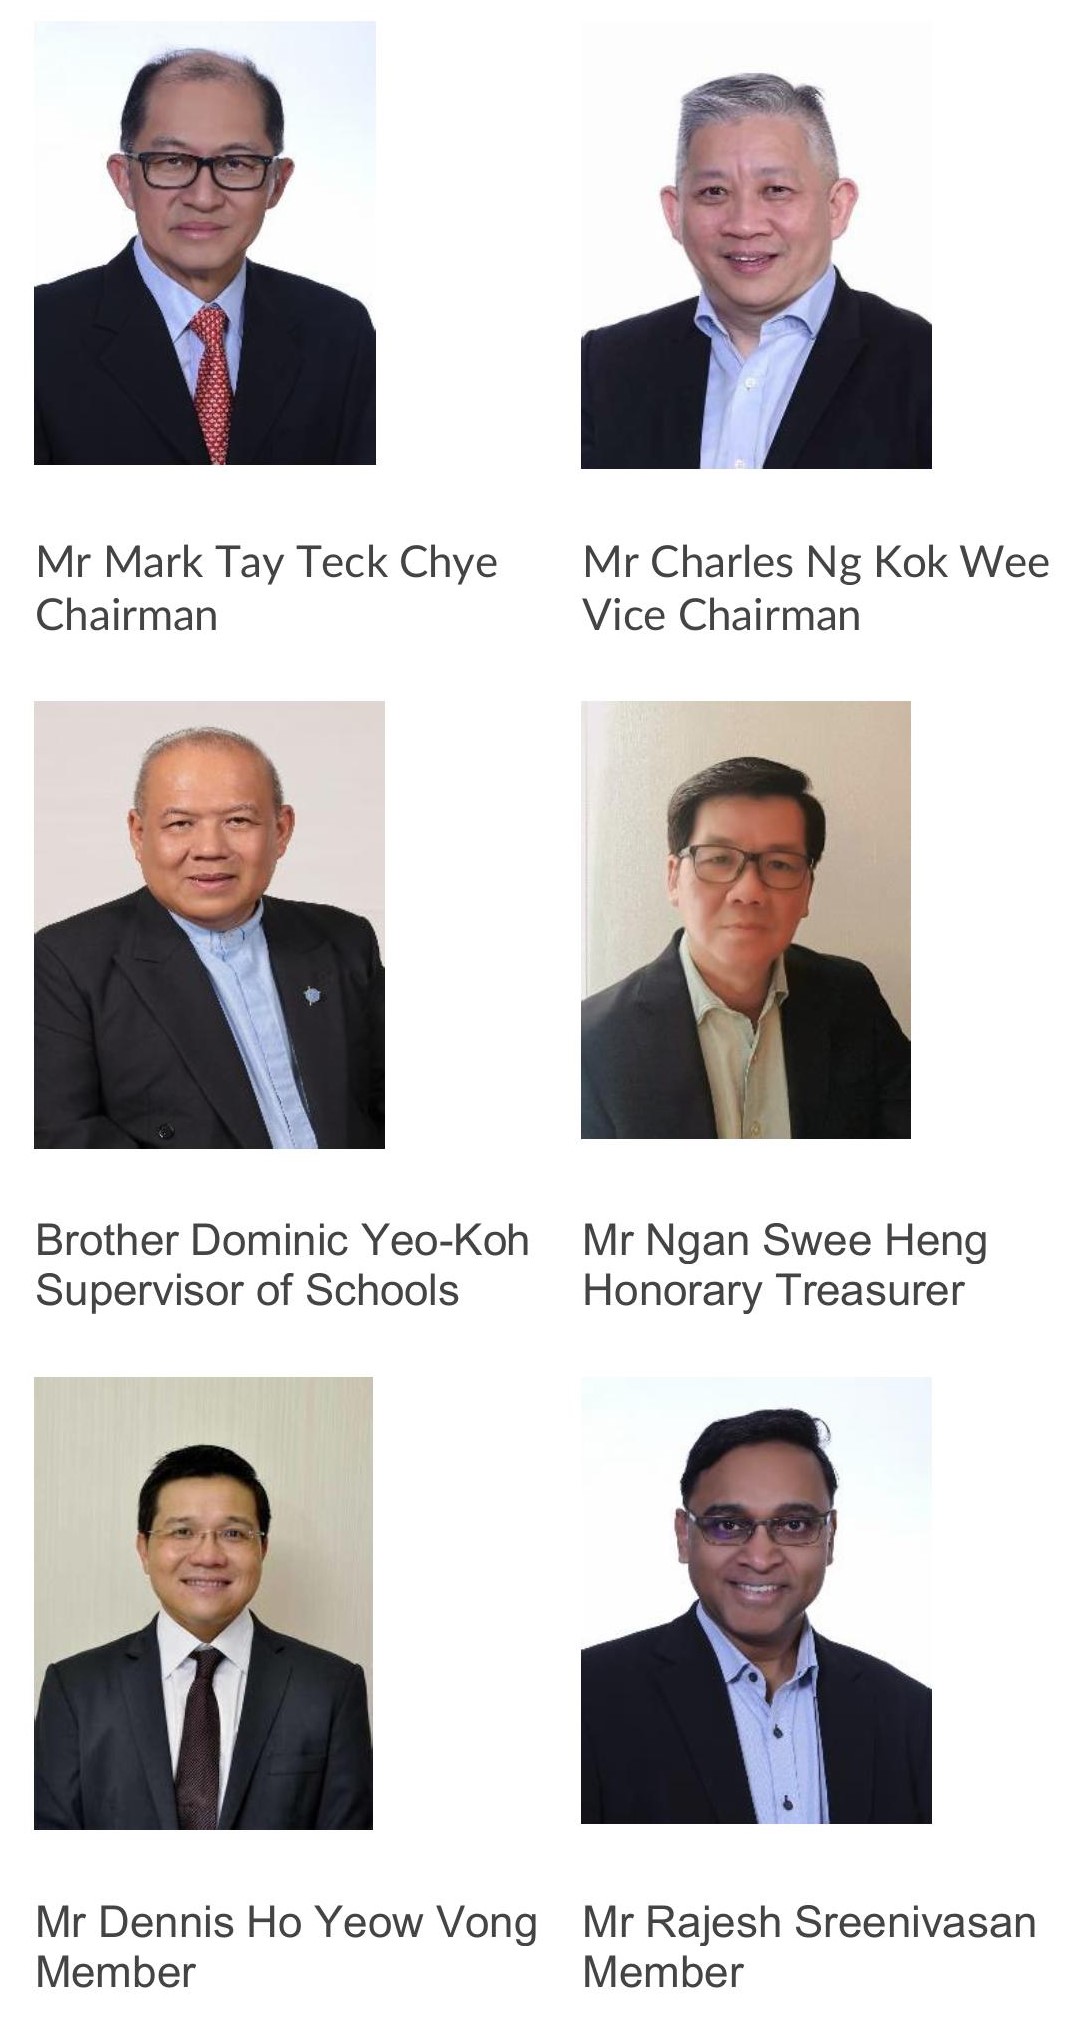 Mr Mark Tay Teck Chye
Chairman
Mr Charles Ng Kok Wee
Vice Chairman
Brother Dominic Yeo-Koh
Supervisor of Schools
Mr Ngan Swee Heng
Honorary Treasurer
Mr Dennis Ho Yeow Vong
Member
Mr Rajesh Sreenivasan
Member